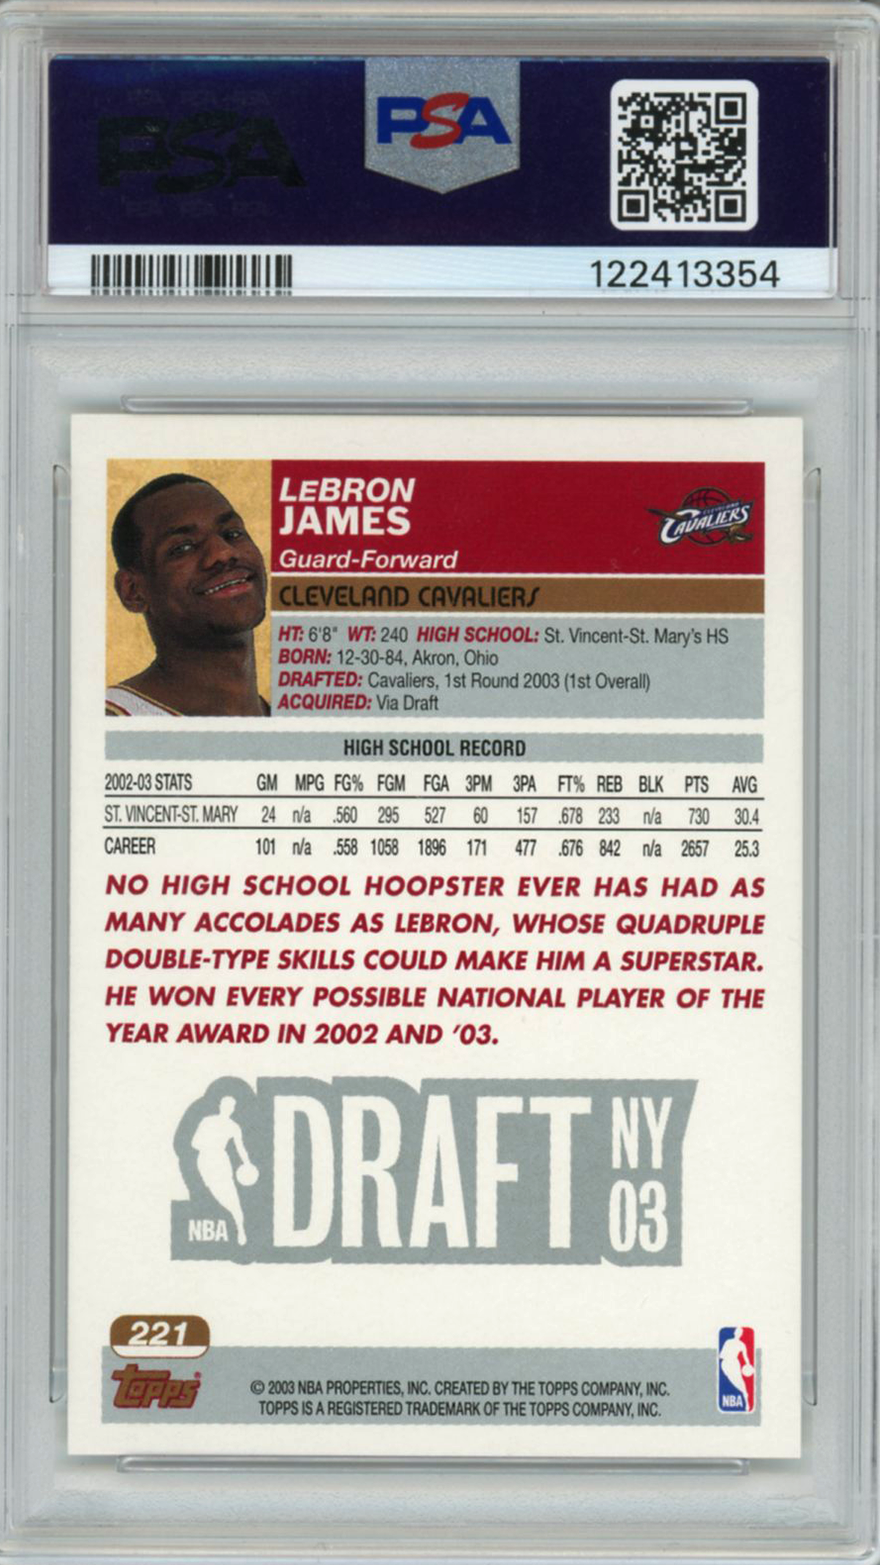 PSA
PSA
122413354
LEBRON
JAMES
Guard-Forward
CAVALIERS
CLEVELAND CAVALIERS
HT: 6'8" WT: 240 HIGH SCHOOL: St. Vincent-St. Mary's HS
BORN: 12-30-84, Akron, Ohio
DRAFTED: Cavaliers, 1st Round 2003 (1st Overall)
ACQUIRED: Via Draft
HIGH SCHOOL RECORD
2002-03 STATS GM MPG FG% FGM FGA 3PM 3PA FT% REB BLK PTS AVG
ST. VINCENT-ST. MARY 24 n/a .560 295 527 60 157 .678 233 n/a 730 30.4
CAREER 101 n/a .558 1058 1896 171 477 .676 842 n/a 2657 25.3
NO HIGH SCHOOL HOOPSTER EVER HAS HAD AS
MANY ACCOLADES AS LEBRON, WHOSE QUADRUPLE
DOUBLE-TYPE SKILLS COULD MAKE HIM A SUPERSTAR.
HE WON EVERY POSSIBLE NATIONAL PLAYER OF THE
YEAR AWARD IN 2002 AND '03.
NBA DRAFT NY 03
221
Topps
© 2003 NBA PROPERTIES, INC. CREATED BY THE TOPPS COMPANY, INC.
TOPPS IS A REGISTERED TRADEMARK OF THE TOPPS COMPANY, INC.
NBA